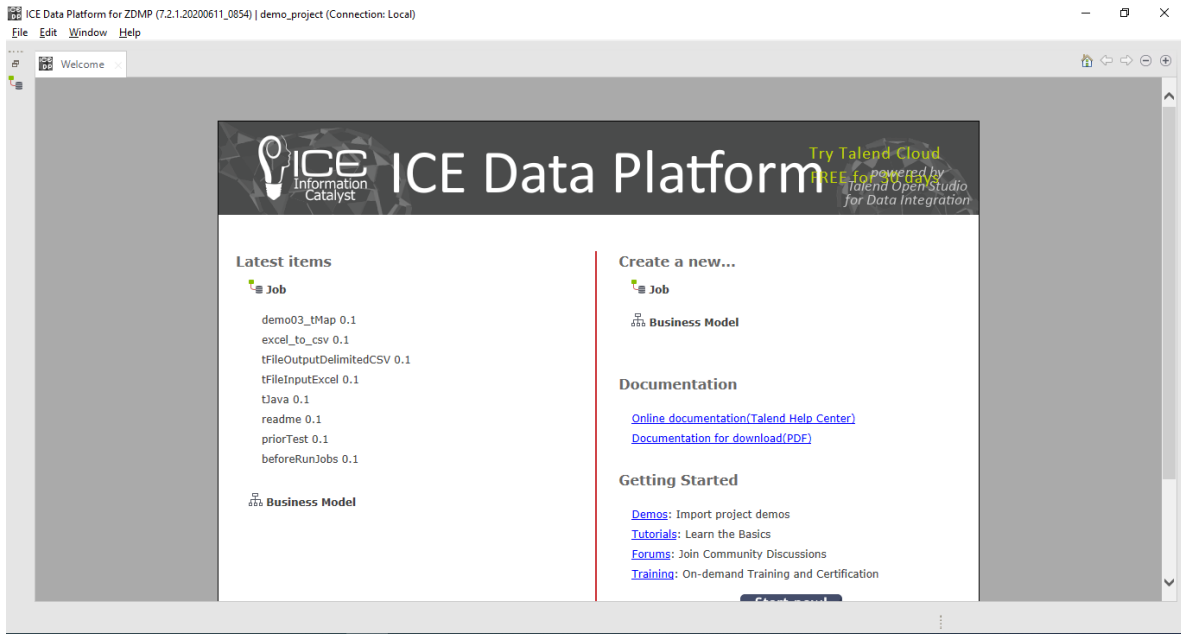 ICE Data Platform for ZDMP (7.2.1.20200611_0854) | demo_project (Connection: Local)
File Edit Window Help
Welcome
ICE
Information
Catalyst
ICE Data Platform
Try Talend Cloud
FREE for 30 days
powered by
Talend Open Studio
for Data Integration
Latest items
Job
demo03_tMap 0.1
excel_to_csv 0.1
tFileOutputDelimitedCSV 0.1
tFileInputExcel 0.1
tJava 0.1
readme 0.1
priorTest 0.1
beforeRunJobs 0.1
Business Model
Create a new...
Job
Business Model
Documentation
Online documentation(Talend Help Center)
Documentation for download(PDF)
Getting Started
Demos: Import project demos
Tutorials: Learn the Basics
Forums: Join Community Discussions
Training: On-demand Training and Certification
Start now!